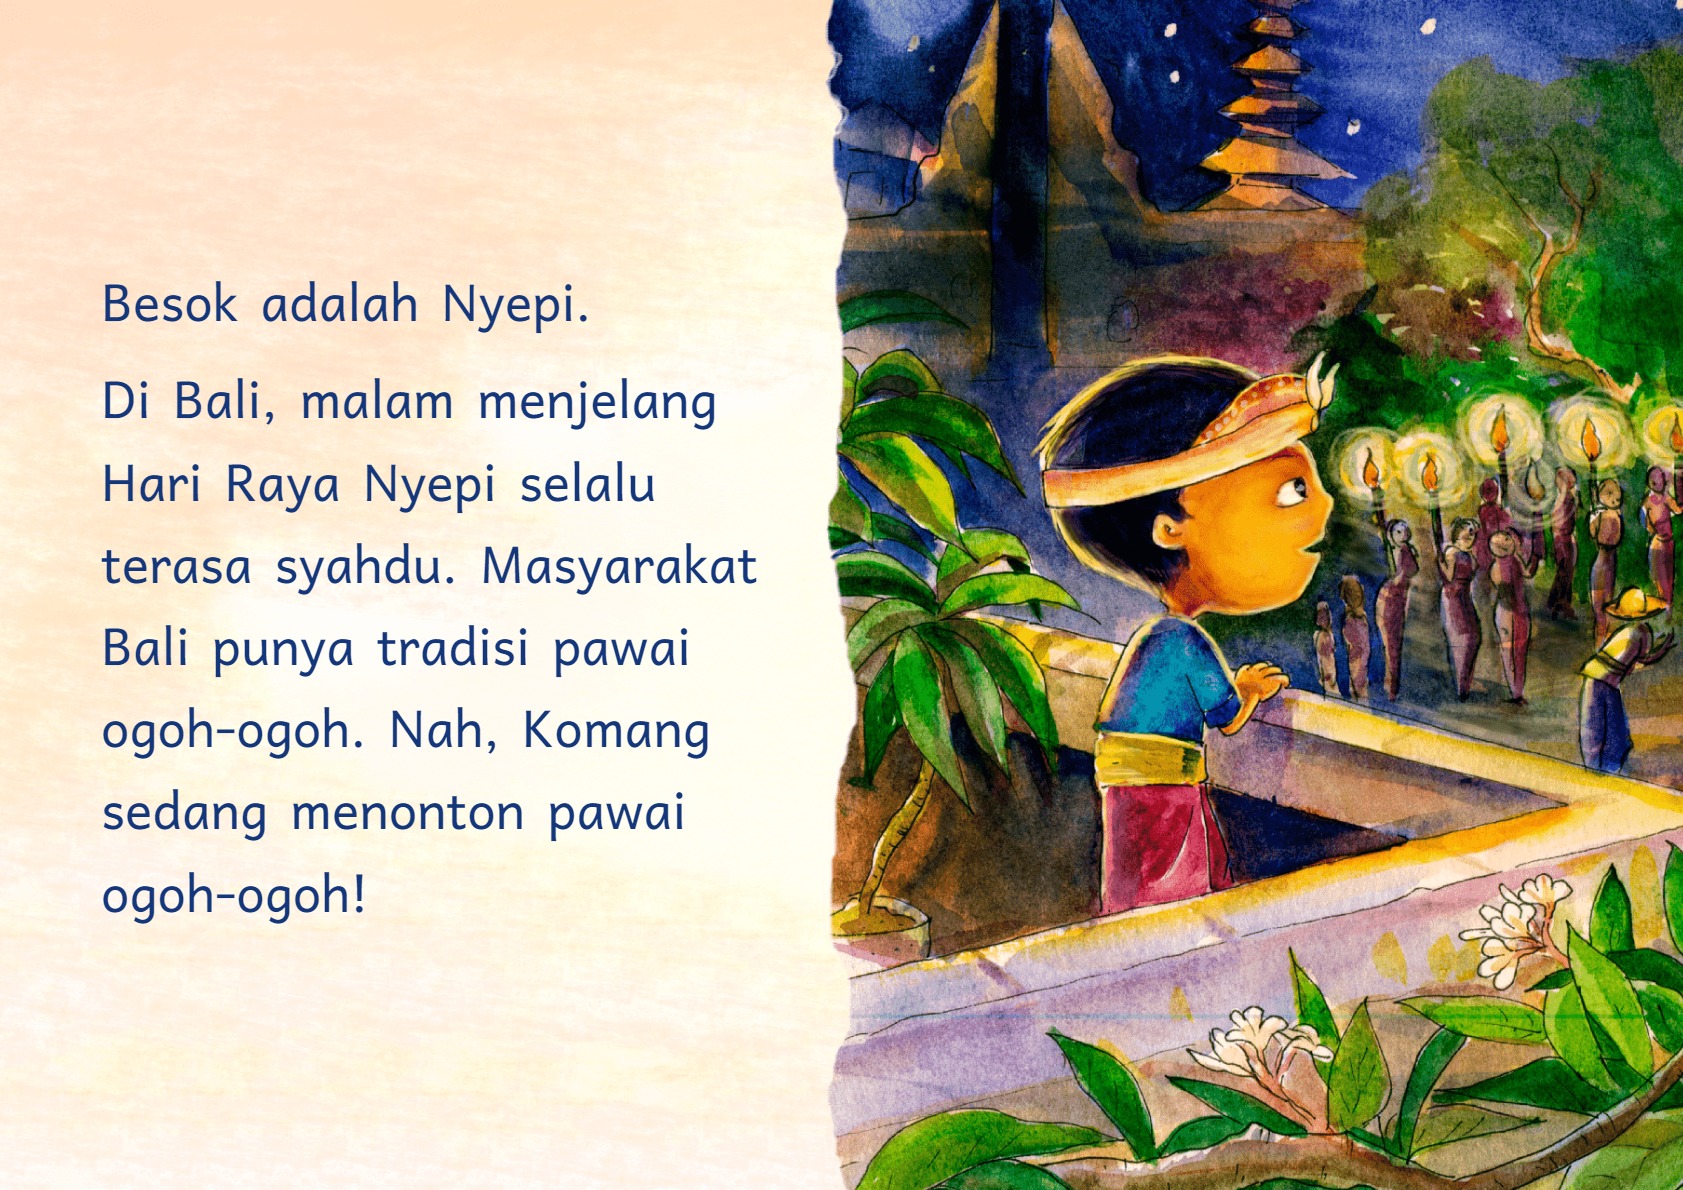 Besok adalah Nyepi.
Di Bali, malam menjelang
Hari Raya Nyepi selalu
terasa syahdu. Masyarakat
Bali punya tradisi pawai
ogoh-ogoh. Nah, Komang
sedang menonton pawai
ogoh-ogoh!